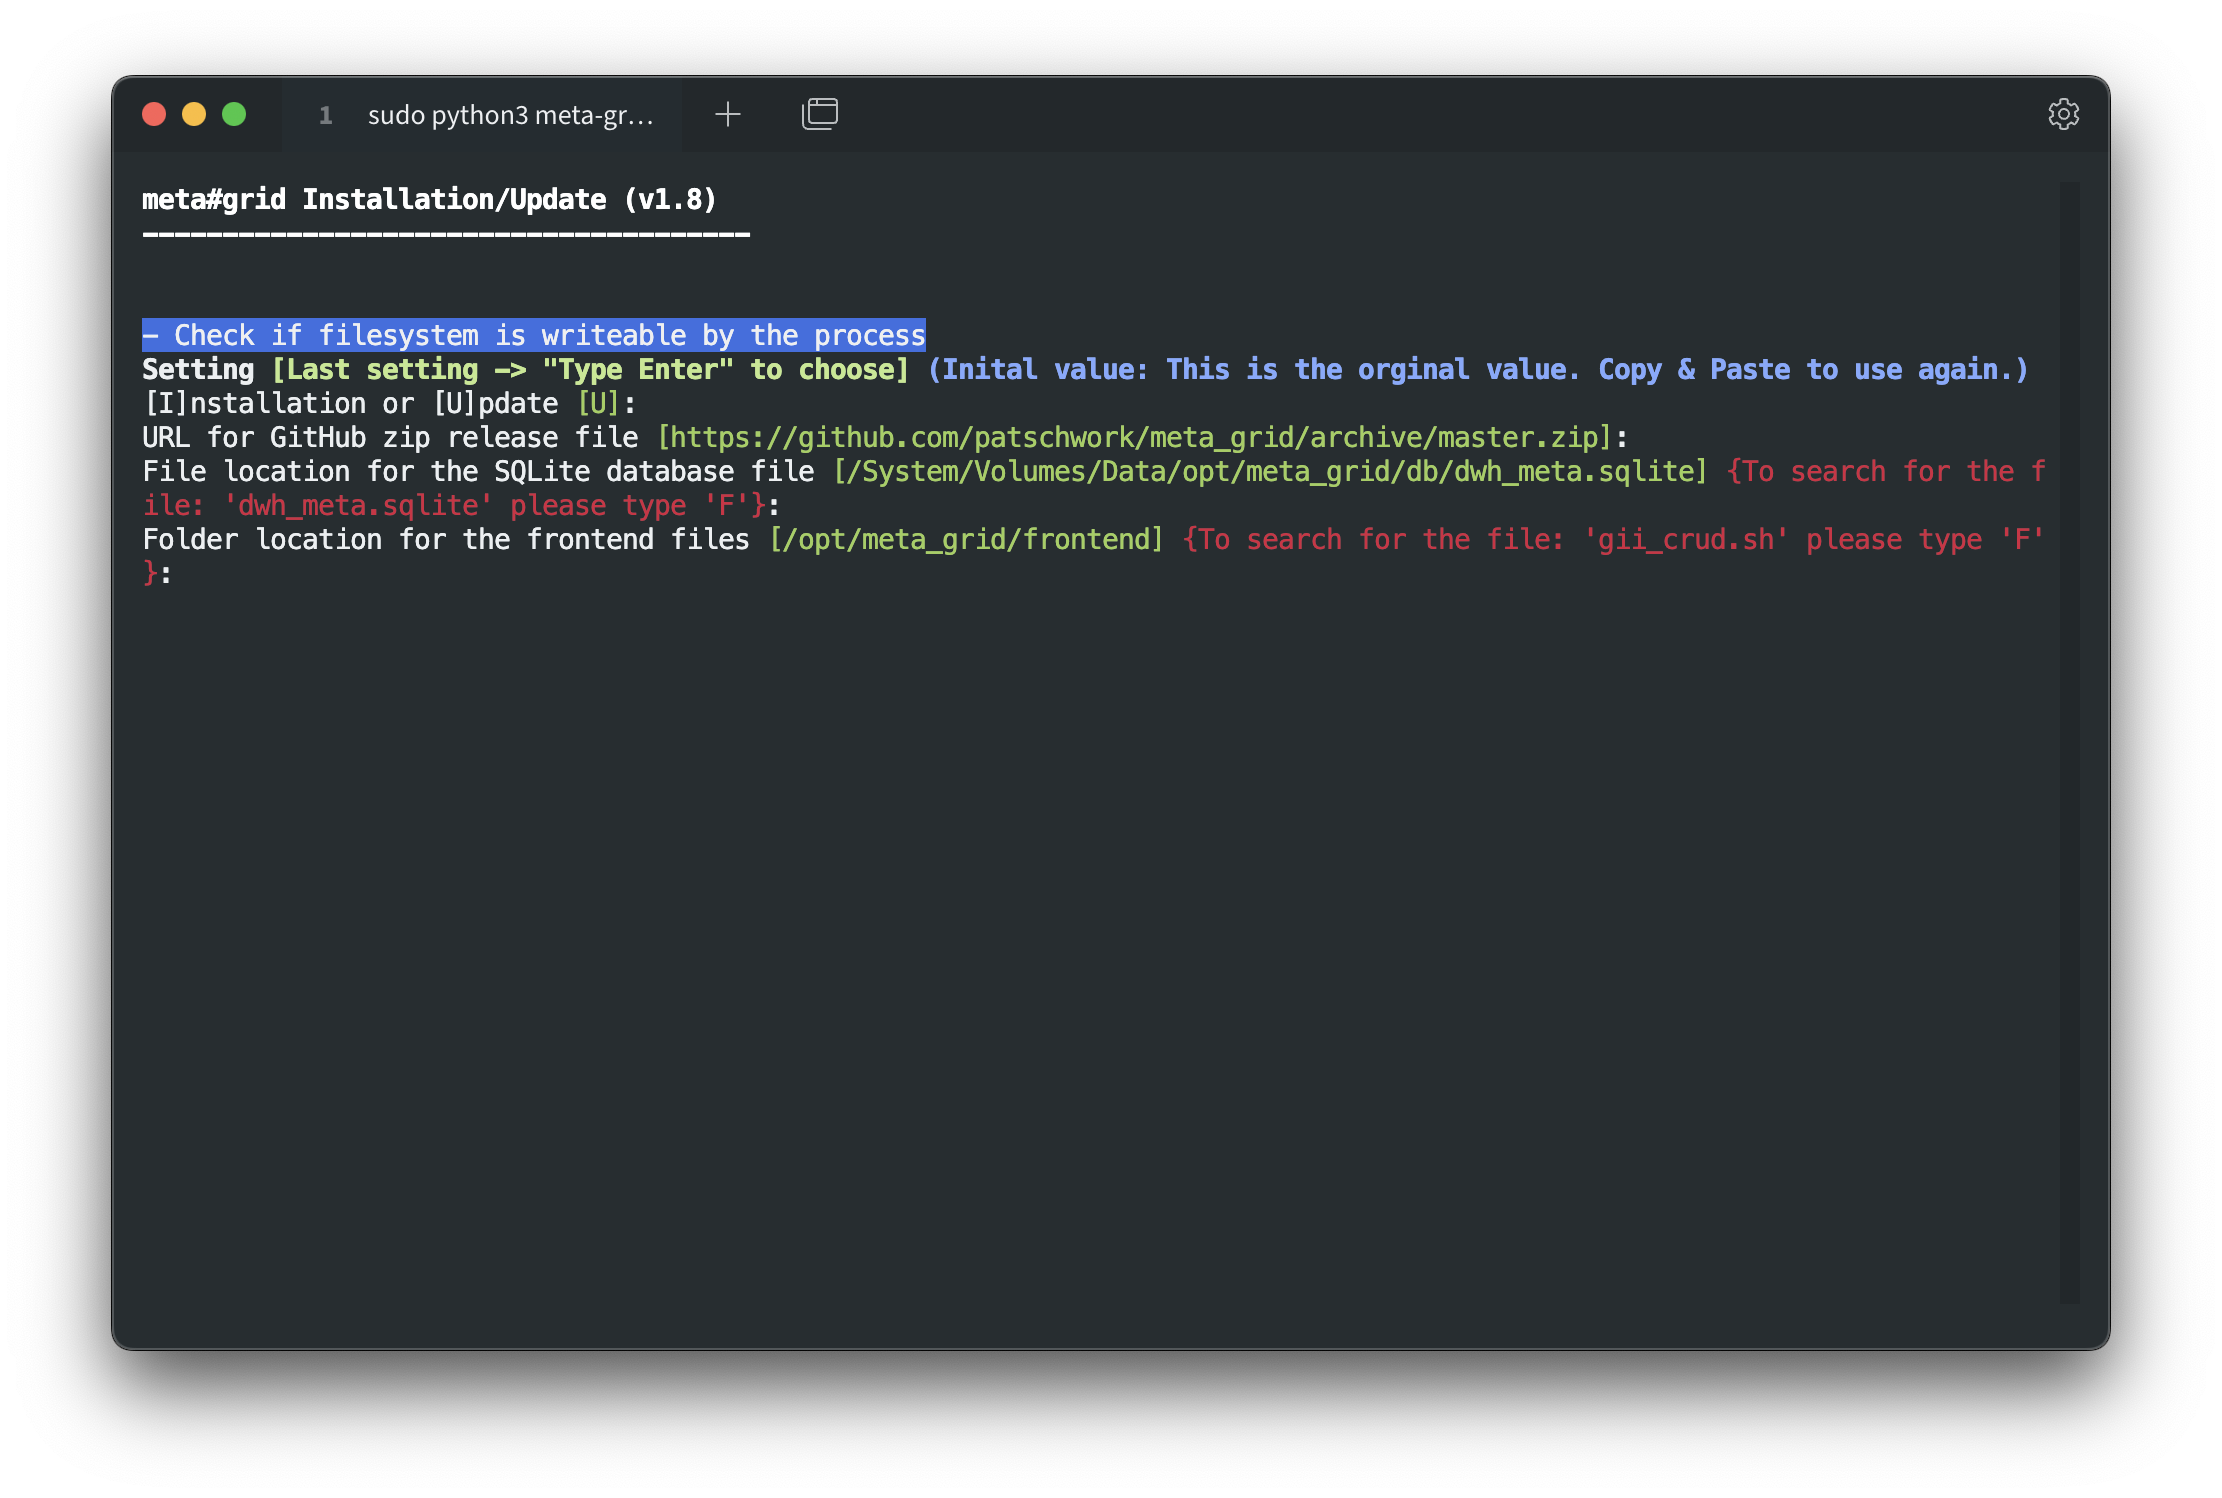 1 sudo python3 meta-gr...
meta#grid Installation/Update (v1.8)
--------------------------------------
- Check if filesystem is writeable by the process
Setting [Last setting -> "Type Enter" to choose] (Inital value: This is the orginal value. Copy & Paste to use again.)
[I]nstallation or [U]pdate [U]:
URL for GitHub zip release file [https://github.com/patschwork/meta_grid/archive/master.zip]:
File location for the SQLite database file [/System/Volumes/Data/opt/meta_grid/db/dwh_meta.sqlite] {To search for the f
ile: 'dwh_meta.sqlite' please type 'F'}:
Folder location for the frontend files [/opt/meta_grid/frontend] {To search for the file: 'gii_crud.sh' please type 'F'
}: